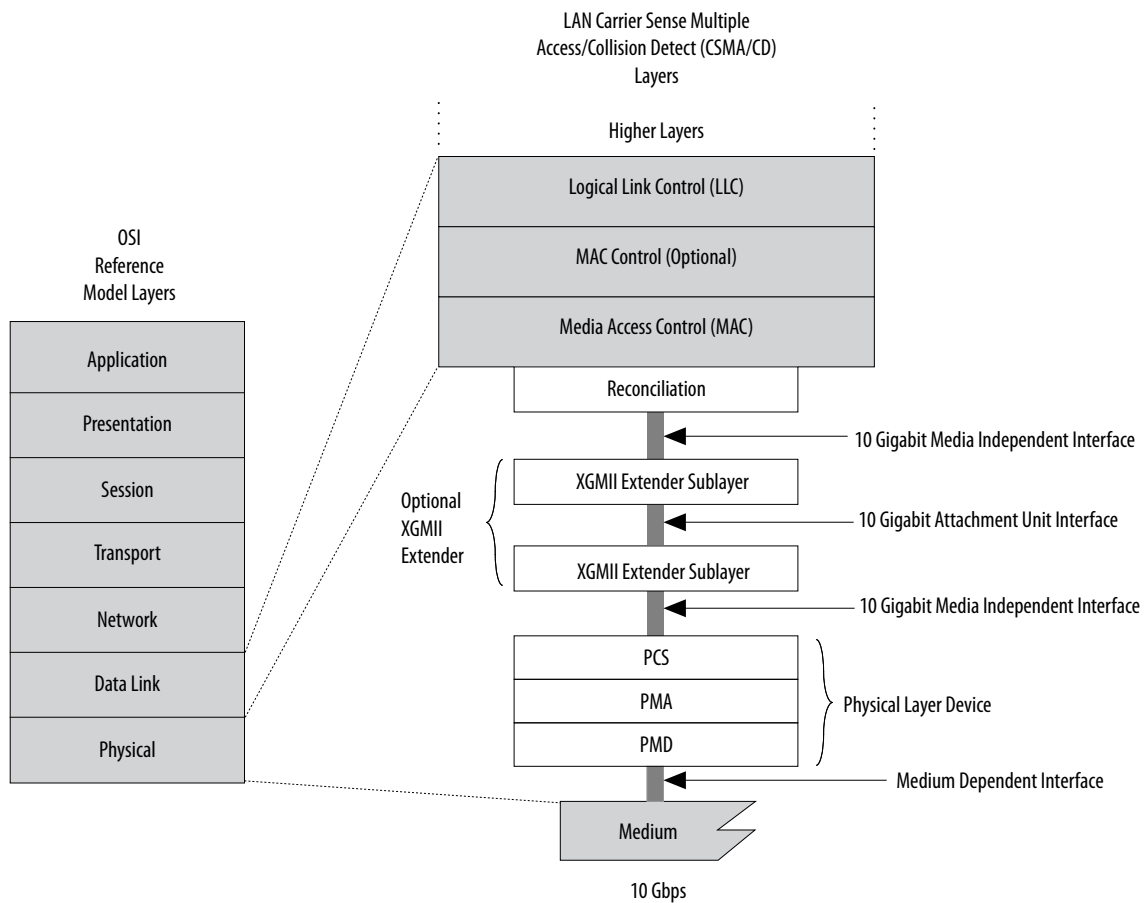 LAN Carrier Sense Multiple
Access/Collision Detect (CSMA/CD)
Layers
Higher Layers
Logical Link Control (LLC)
MAC Control (Optional)
Media Access Control (MAC)
Reconciliation
10 Gigabit Media Independent Interface
XGMII Extender Sublayer
Optional
XGMII
Extender
10 Gigabit Attachment Unit Interface
XGMII Extender Sublayer
10 Gigabit Media Independent Interface
PCS
PMA
PMD
Physical Layer Device
Medium Dependent Interface
Medium
10 Gbps
OSI
Reference
Model Layers
Application
Presentation
Session
Transport
Network
Data Link
Physical